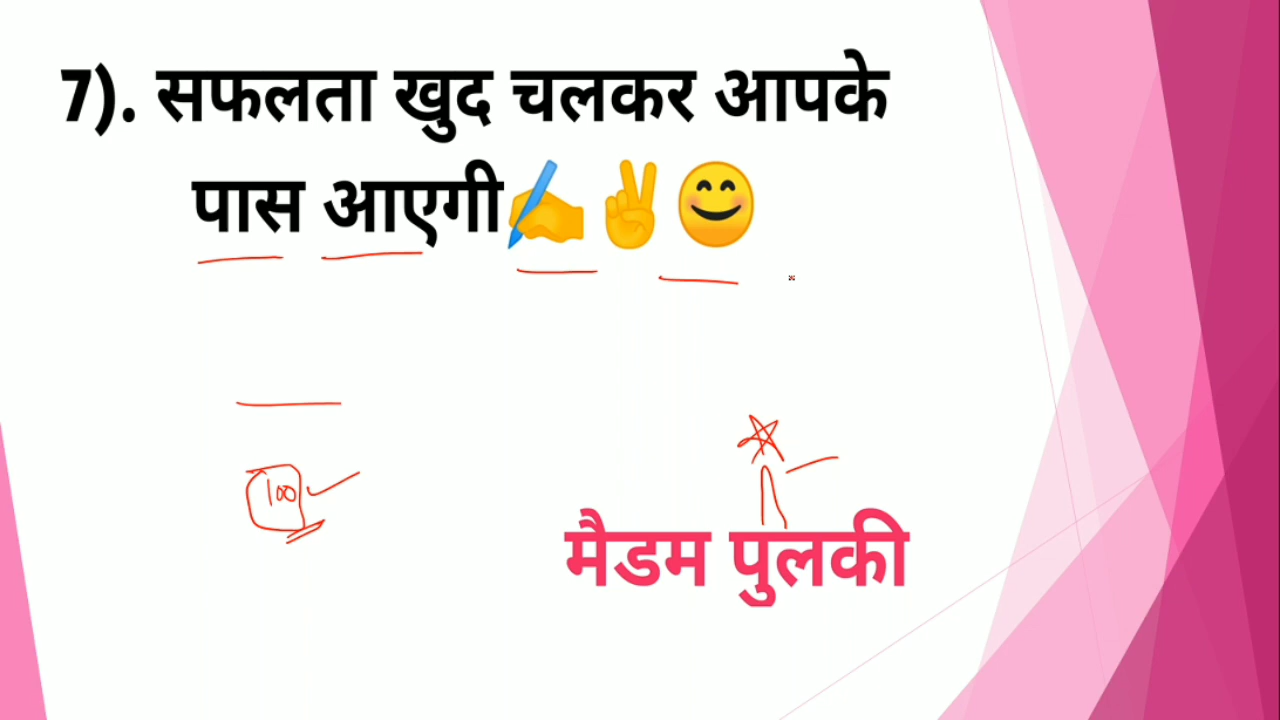 7). सफलता खुद चलकर आपके
पास आएगी✍️✌️😊
100
मैडम पुलकी